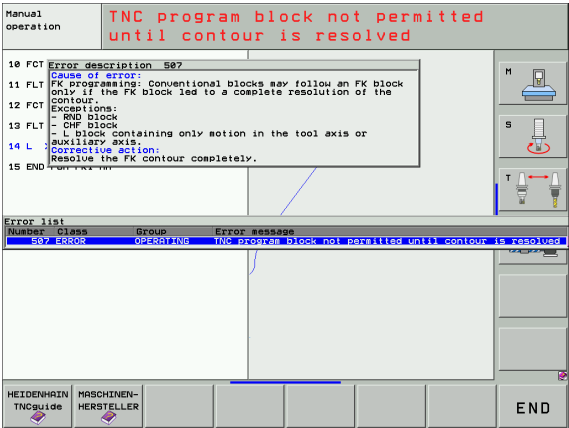 Manual
operation
TNC program block not permitted
until contour is resolved
10 FCT
11 FLT
12 FCT
13 FLT
14 L
15 END
Error description 507
Cause of error:
FK programming: Conventional blocks may follow an FK block
only if the FK block led to a complete resolution of the
contour.
Exceptions:
- RND block
- CHF block
- L block containing only motion in the tool axis or
auxiliary axis.
Corrective action:
Resolve the FK contour completely.
M
S
T
Error list
Number Class Group Error message
507 ERROR OPERATING TNC program block not permitted until contour is resolved
HEIDENHAIN
TNCguide
MASCHINEN-
HERSTELLER
END